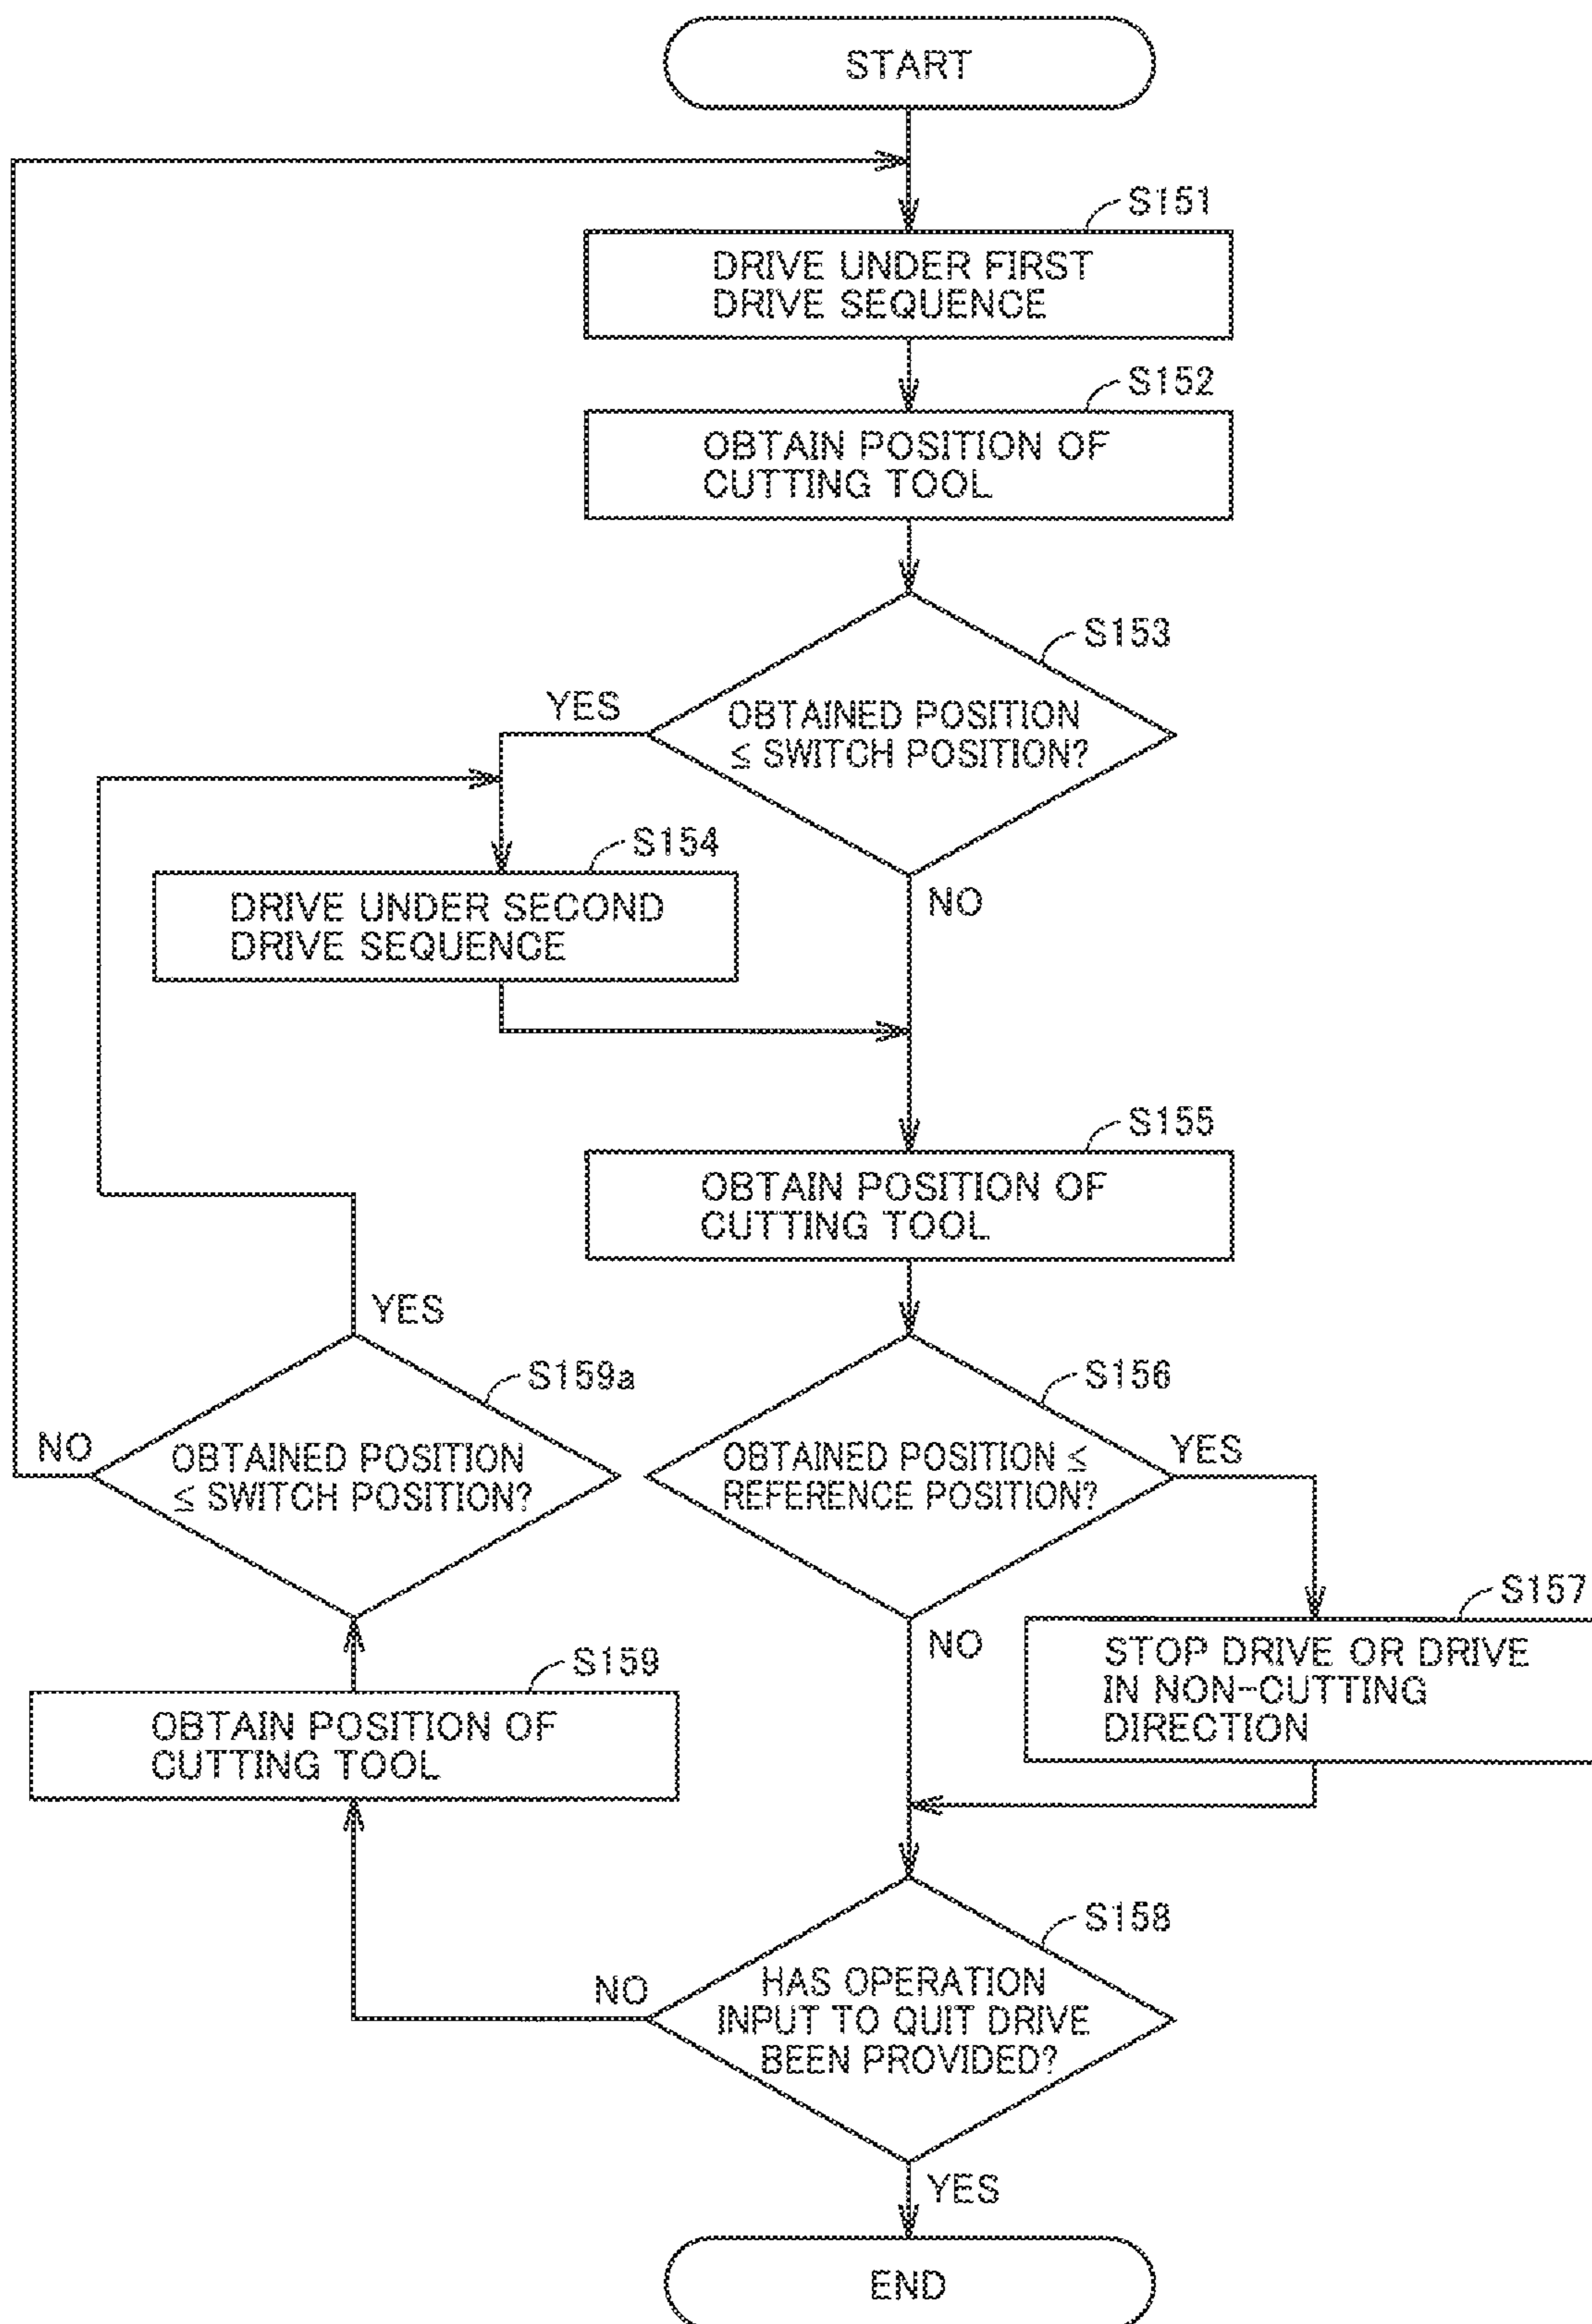 START
S151
DRIVE UNDER FIRST
DRIVE SEQUENCE
S152
OBTAIN POSITION OF
CUTTING TOOL
S153
YES
OBTAINED POSITION
≤ SWITCH POSITION?
S154
NO
DRIVE UNDER SECOND
DRIVE SEQUENCE
S155
OBTAIN POSITION OF
CUTTING TOOL
YES
S159a
S156
NO
OBTAINED POSITION
≤ SWITCH POSITION?
OBTAINED POSITION ≤
REFERENCE POSITION?
YES
S157
NO
STOP DRIVE OR DRIVE
IN NON-CUTTING
DIRECTION
S159
OBTAIN POSITION OF
CUTTING TOOL
S158
NO
HAS OPERATION
INPUT TO QUIT DRIVE
BEEN PROVIDED?
YES
END